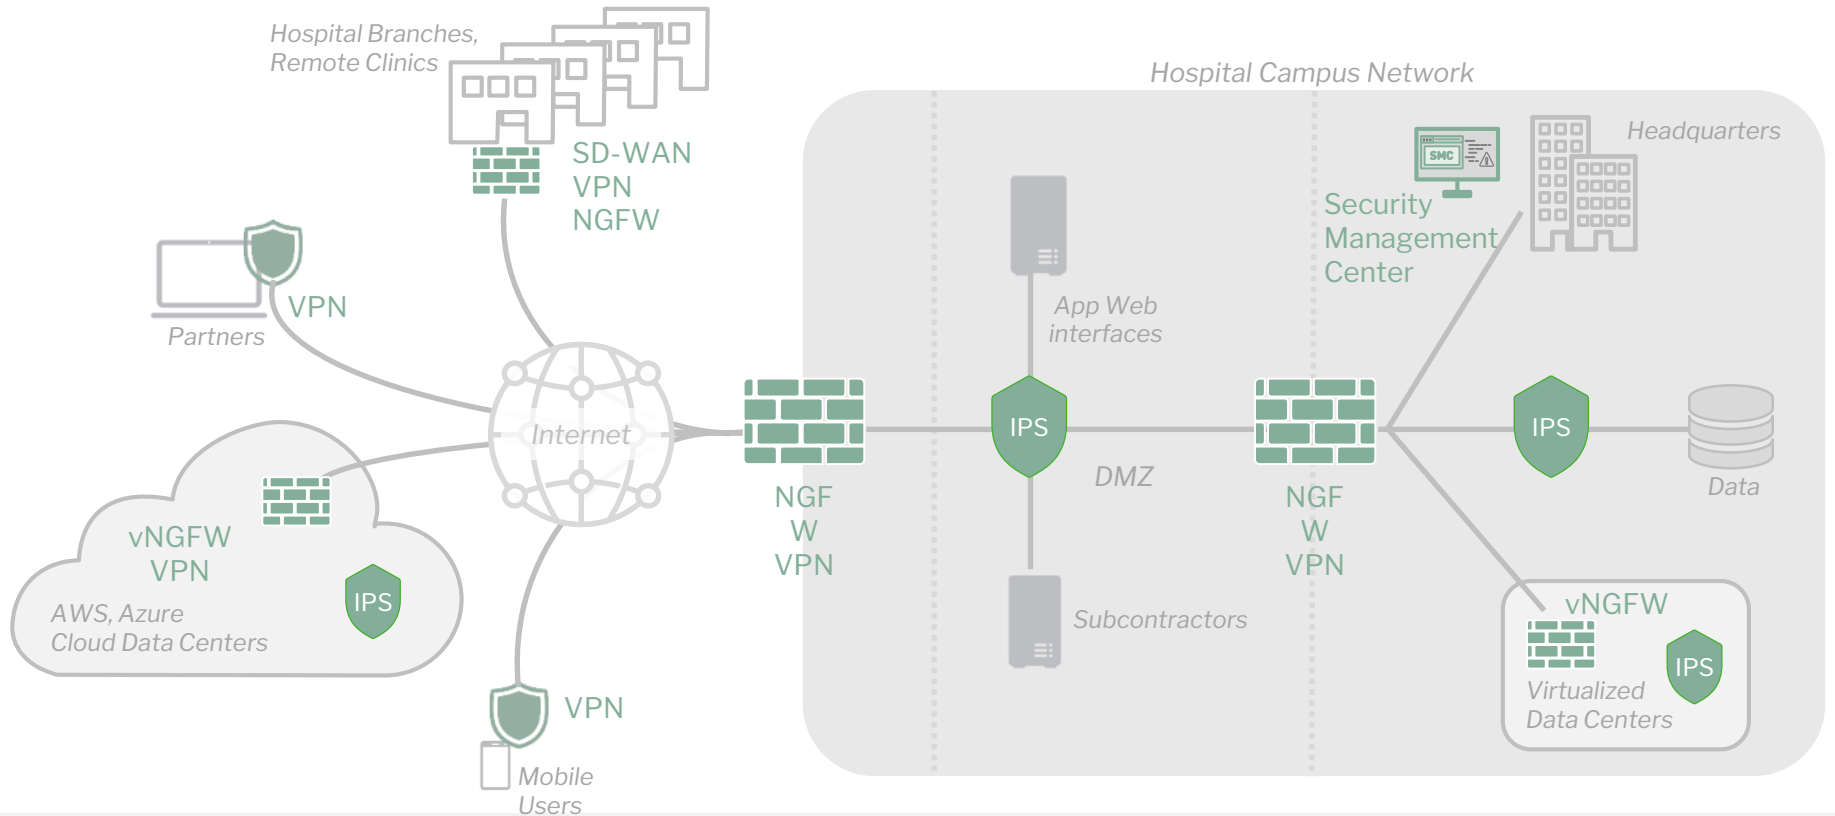 Hospital Branches,
Remote Clinics
SD-WAN
VPN
NGFW
VPN
Partners
Internet
vNGFW
VPN
AWS, Azure
Cloud Data Centers
IPS
VPN
Mobile
Users
Hospital Campus Network
NGF
W
VPN
App Web
interfaces
IPS
DMZ
Subcontractors
NGF
W
VPN
SMC
Security
Management
Center
Headquarters
IPS
Data
vNGFW
IPS
Virtualized
Data Centers